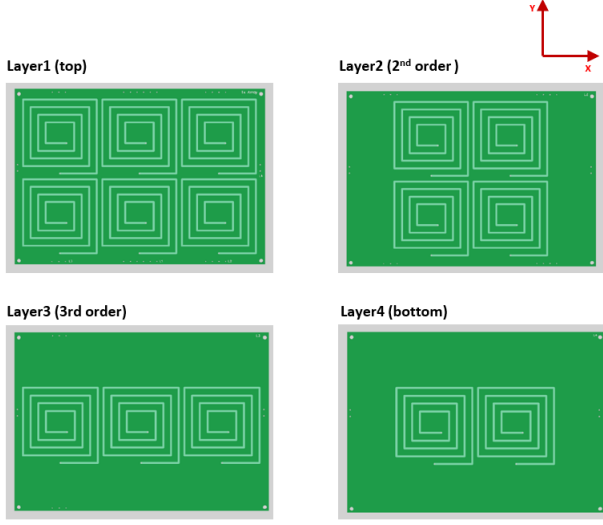 Y
X
Layer1 (top)
Layer2 (2nd order )
Layer3 (3rd order)
Layer4 (bottom)